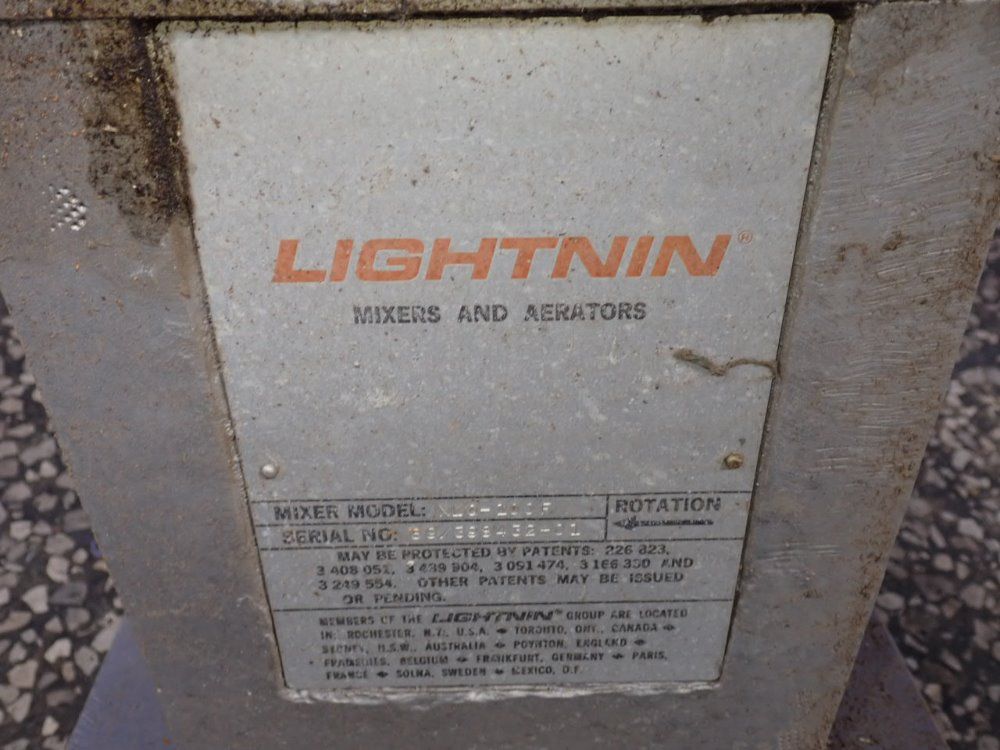 LIGHTNIN®
MIXERS AND AERATORS
MIXER MODEL:
ROTATION
SERIAL NO:
MAY BE PROTECTED BY PATENTS: 226 823,
3 408 051, 3 439 904, 3 091 474, 3 166 330 AND
3 249 554. OTHER PATENTS MAY BE ISSUED
OR PENDING.
MEMBERS OF THE LIGHTNIN® GROUP ARE LOCATED
IN: ROCHESTER, N.Y. U.S.A. TORONTO, ONT., CANADA
SYDNEY, N.S.W., AUSTRALIA POYNTON, ENGLAND
BELGIUM FRANKFURT, GERMANY PARIS,
FRANCE SOLNA, SWEDEN MEXICO, D.F.